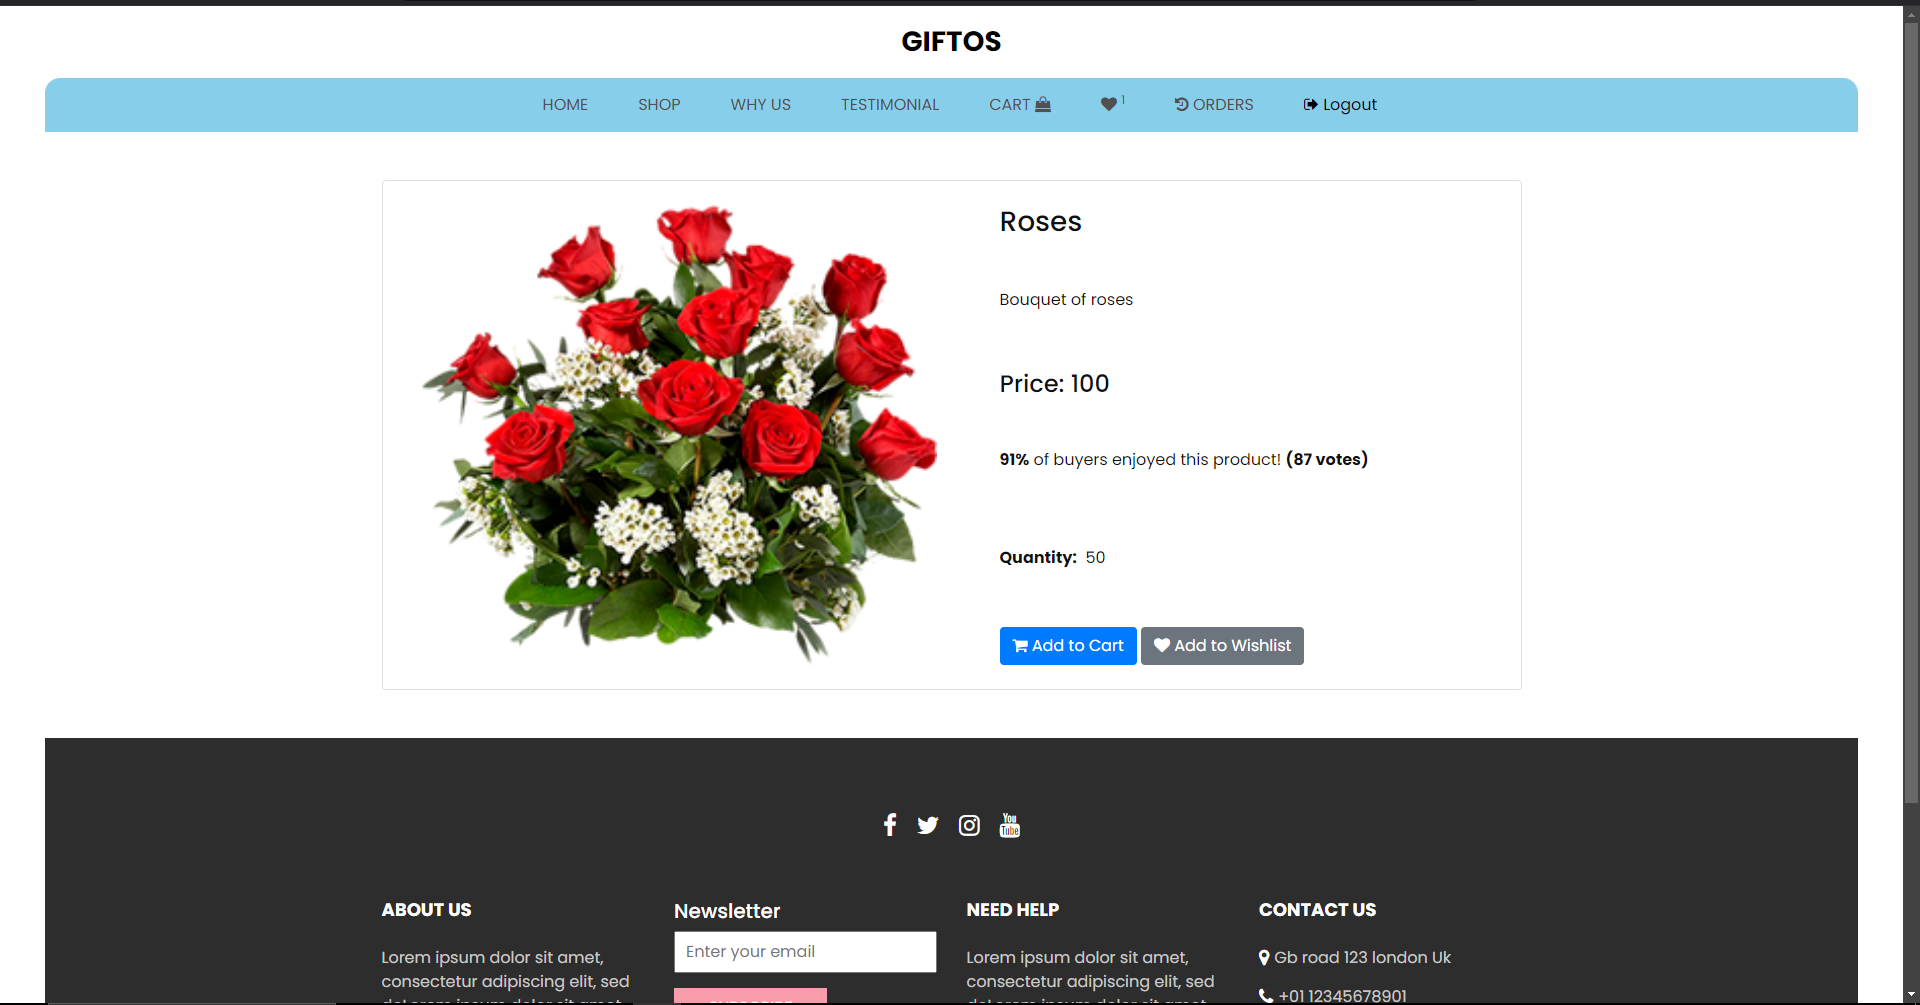 GIFTOS
HOME SHOP WHY US TESTIMONIAL CART 1 ORDERS Logout
Roses
Bouquet of roses
Price: 100
91% of buyers enjoyed this product! (87 votes)
Quantity: 50
Add to Cart Add to Wishlist
You
Tube
ABOUT US
Lorem ipsum dolor sit amet,
consectetur adipiscing elit, sed
Newsletter
Enter your email
NEED HELP
Lorem ipsum dolor sit amet,
consectetur adipiscing elit, sed
CONTACT US
Gb road 123 london Uk
+01 12345678901